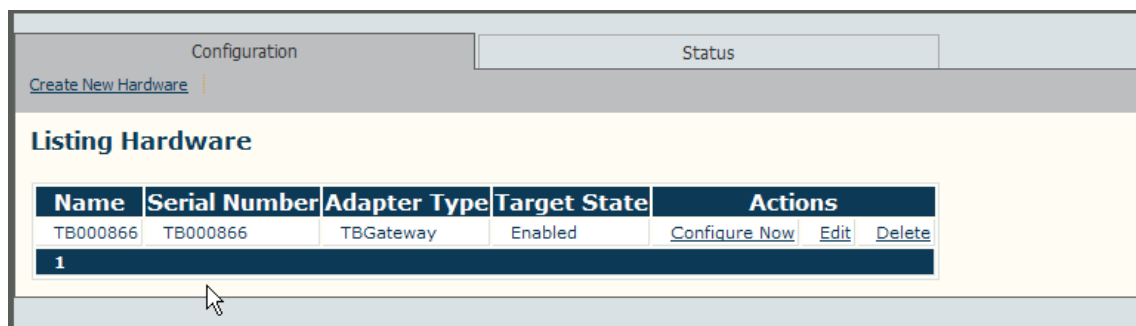 Configuration Status
Create New Hardware
Listing Hardware
Name Serial Number Adapter Type Target State Actions
TB000866 TB000866 TBGateway Enabled Configure Now Edit Delete
1